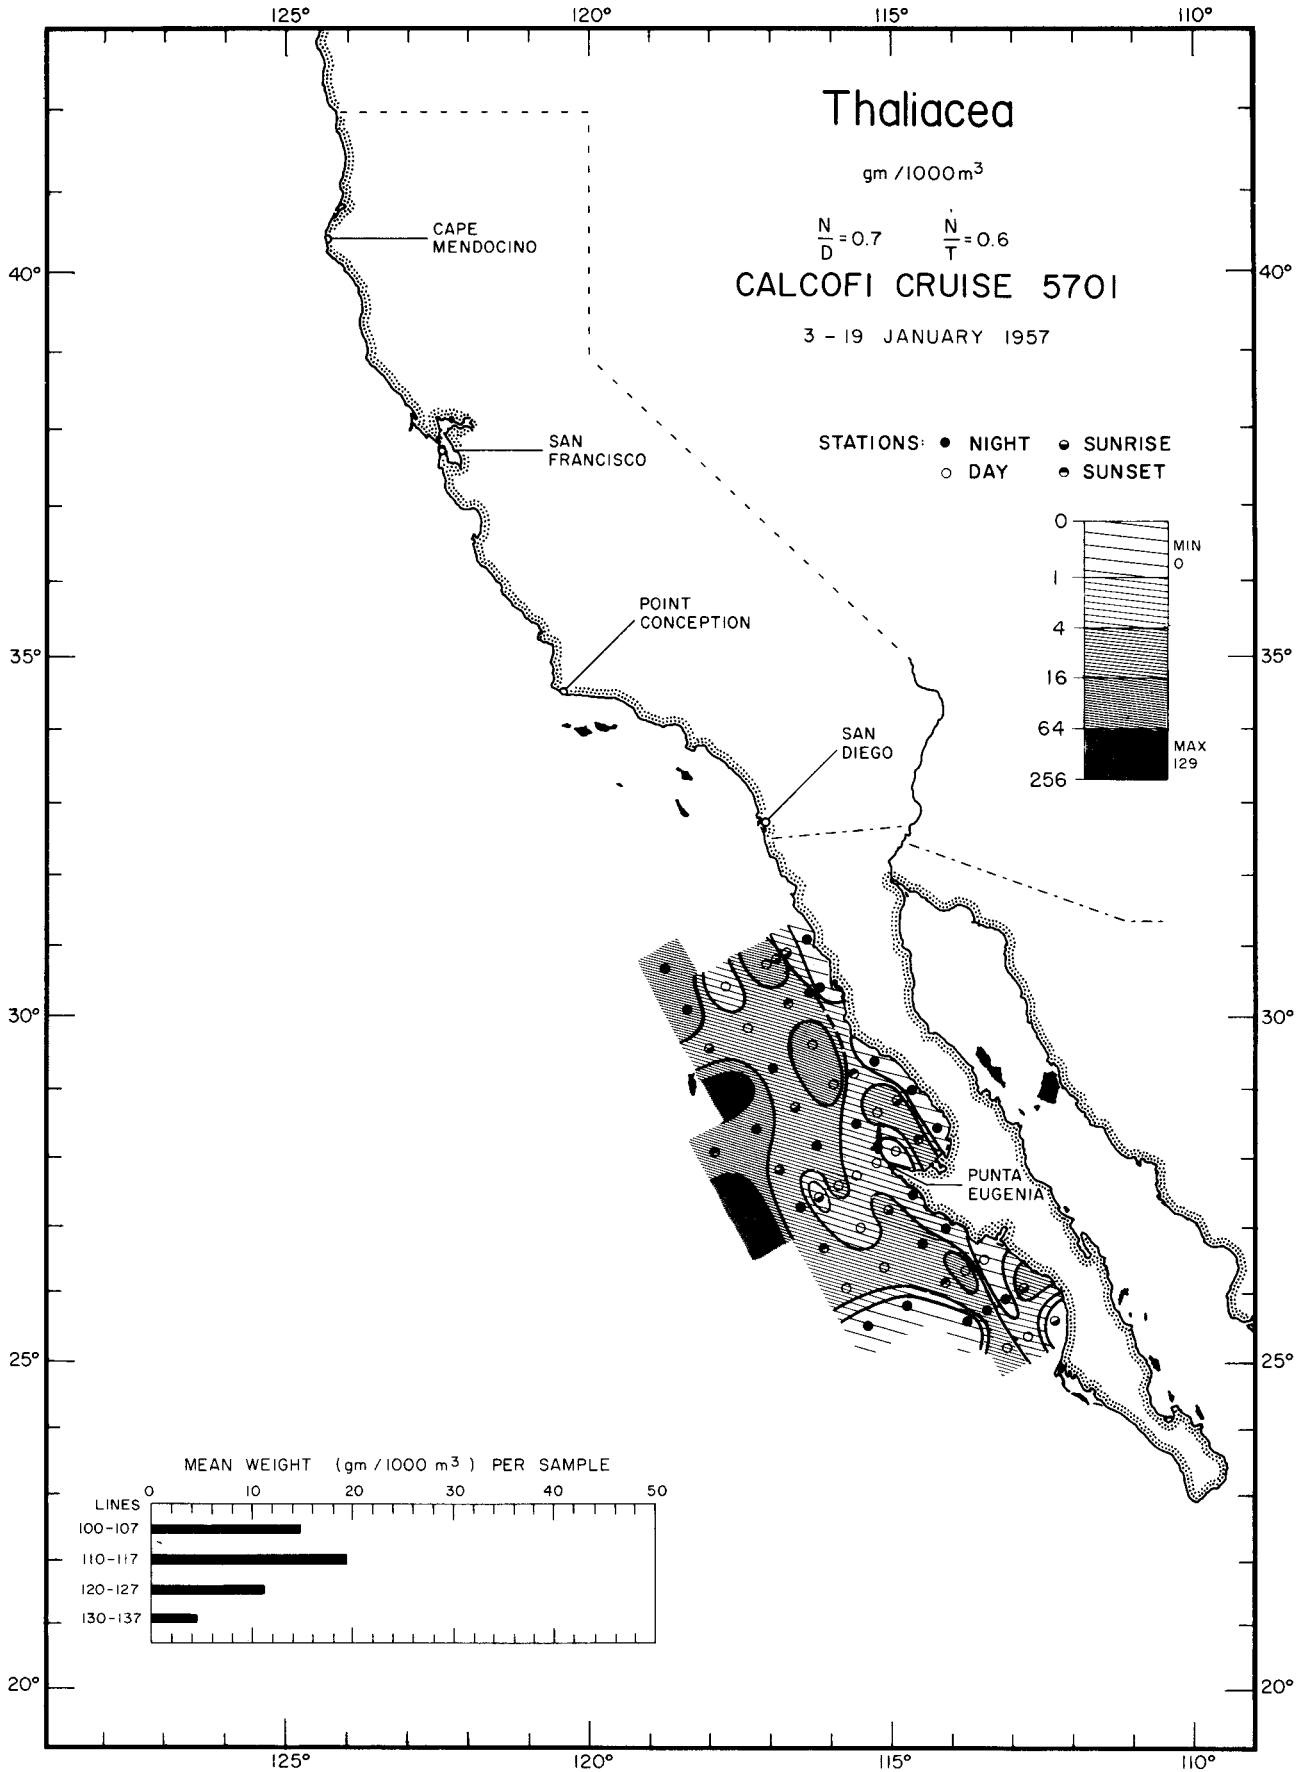 125° 120° 115° 110°
Thaliacea
gm/1000m³
N/D = 0.7 N/T = 0.6
CALCOFI CRUISE 5701
3 - 19 JANUARY 1957
CAPE
MENDOCINO
40° 40°
SAN
FRANCISCO
STATIONS: ● NIGHT ◒ SUNRISE
○ DAY ◓ SUNSET
0
MIN
0
1
4
16
64
MAX
129
256
POINT
CONCEPTION
35° 35°
SAN
DIEGO
30° 30°
PUNTA
EUGENIA
25° 25°
MEAN WEIGHT (gm/1000 m³) PER SAMPLE
0 10 20 30 40 50
LINES
100-107
110-117
120-127
130-137
20° 20°
125° 120° 115° 110°